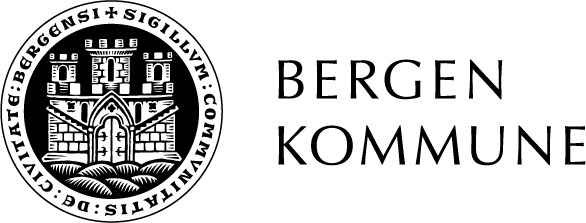 ✢ SIGILLVM : COMMVNITATIS : DE : CIVITATE : BERGENSI
BERGEN
KOMMUNE